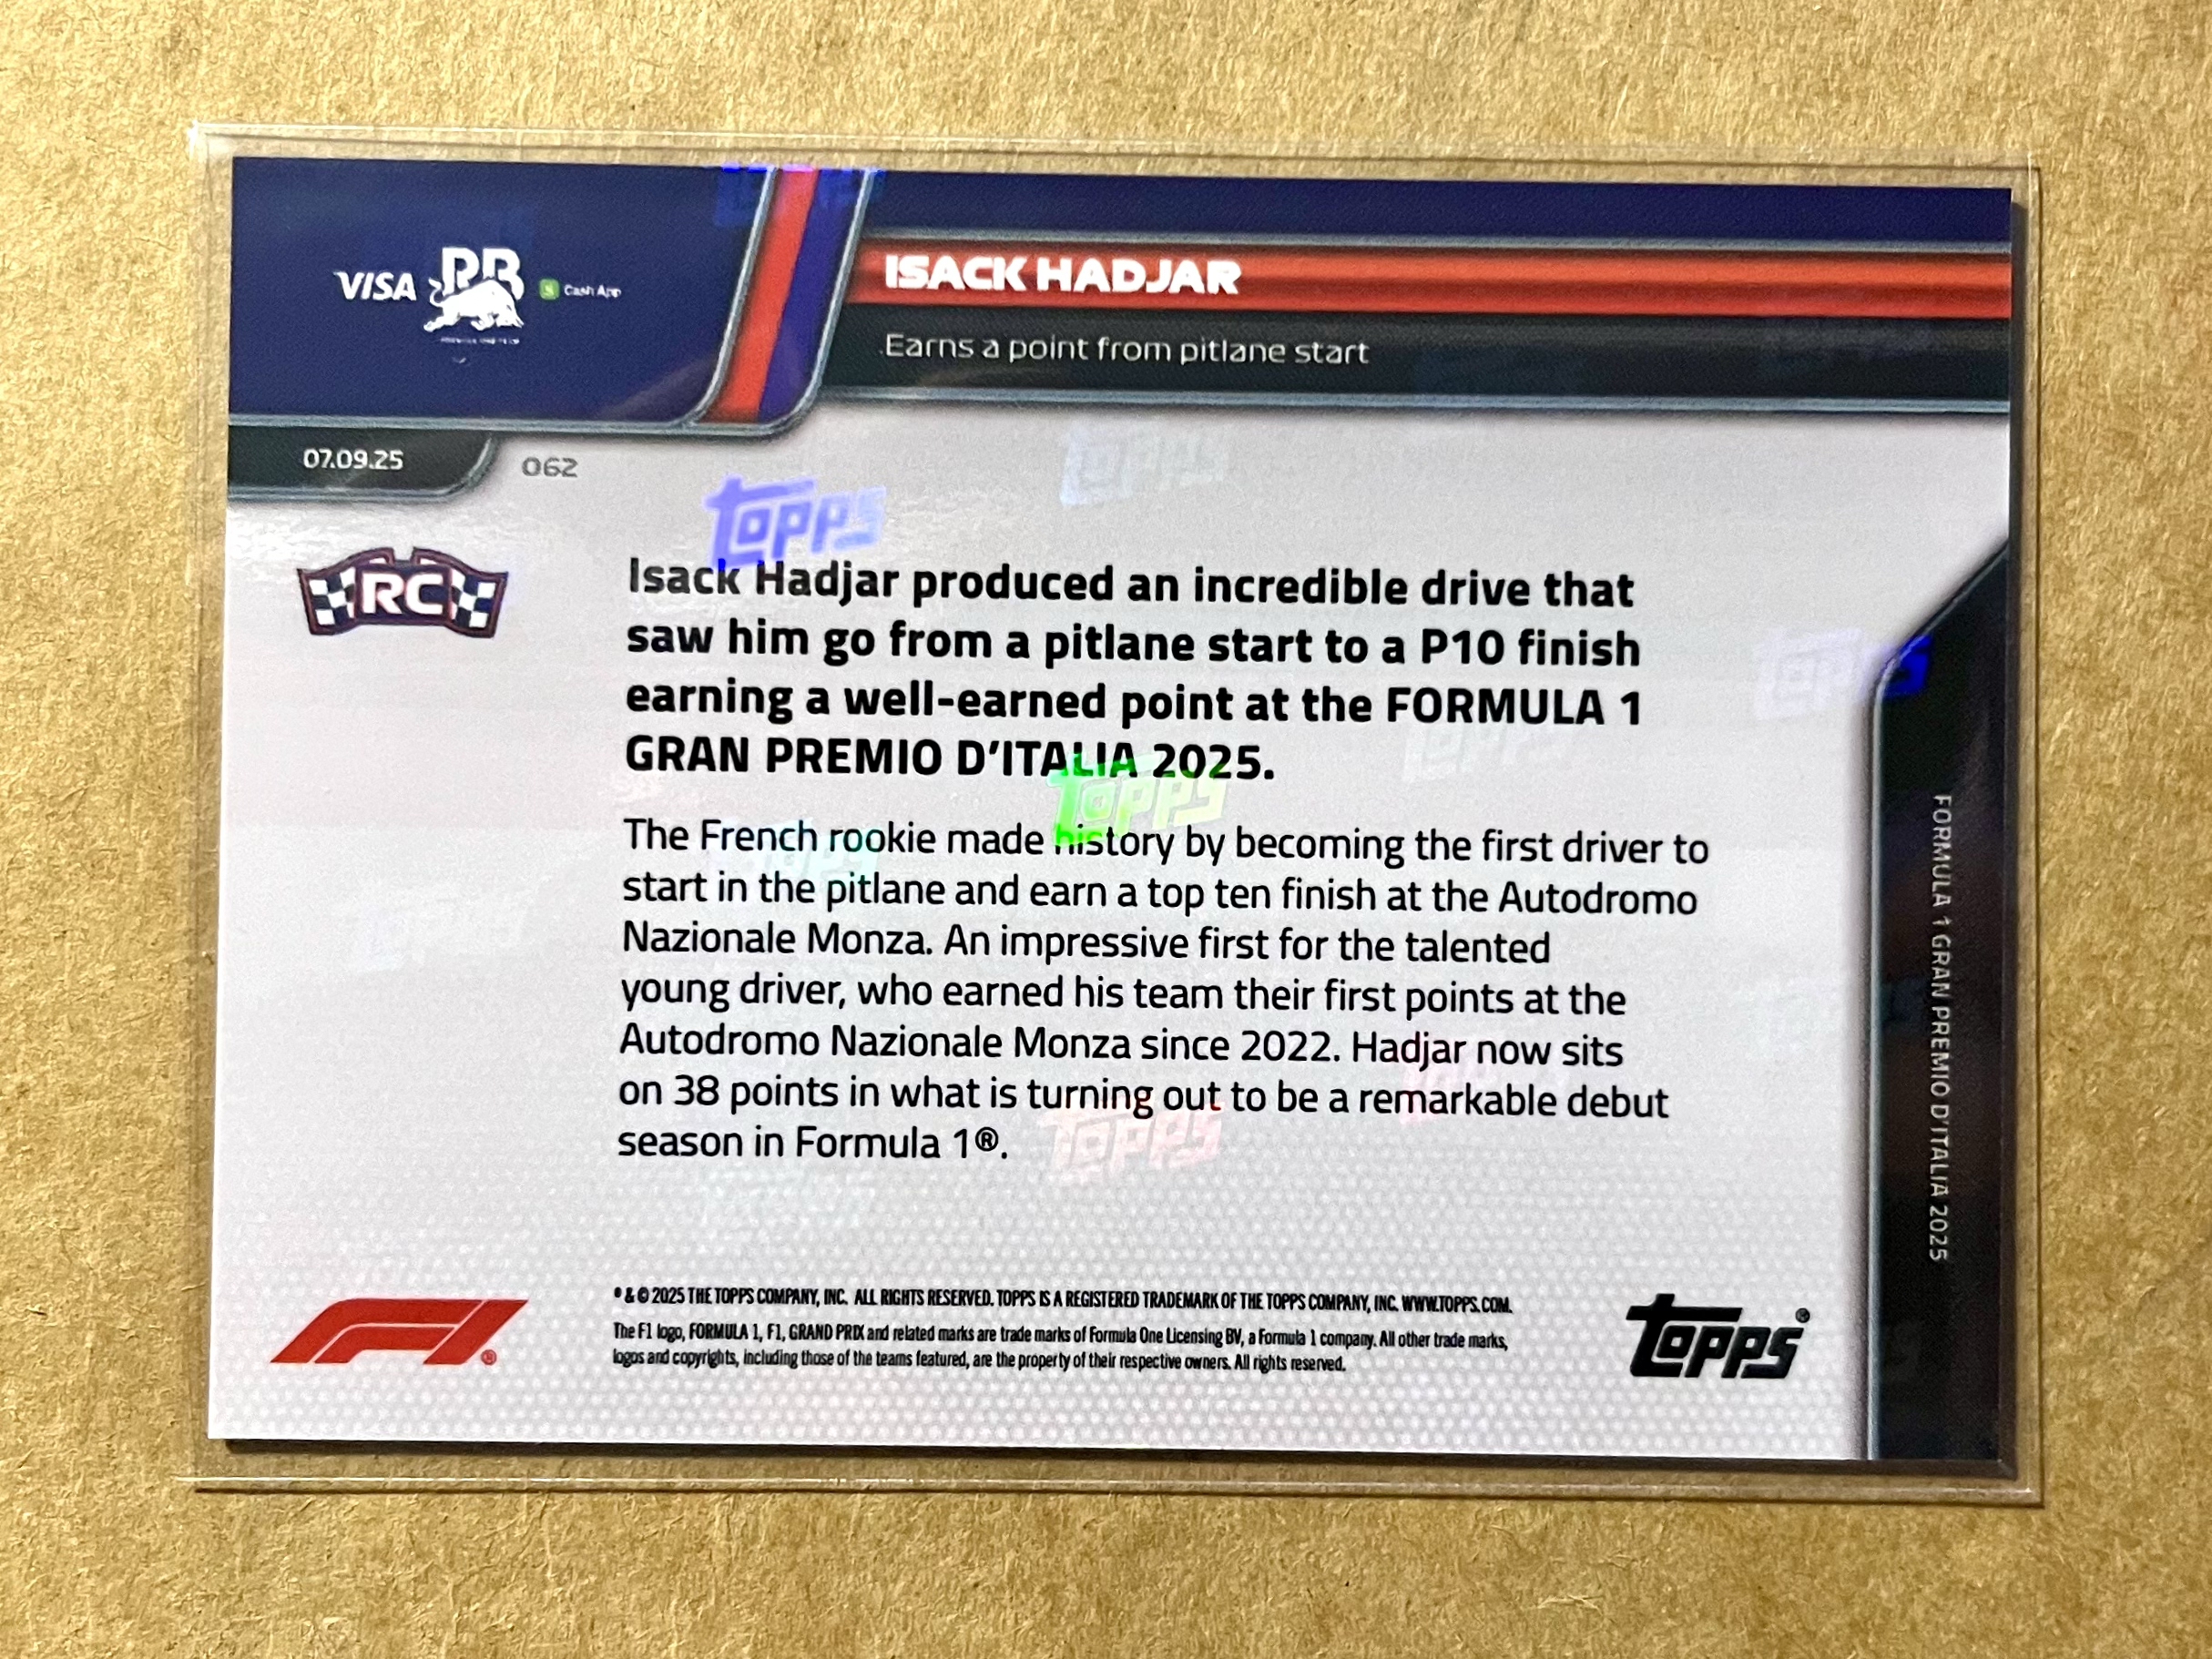 VISA RB Cash App
ISACK HADJAR
Earns a point from pitlane start
07.09.25
062
RC
Isack Hadjar produced an incredible drive that
saw him go from a pitlane start to a P10 finish
earning a well-earned point at the FORMULA 1
GRAN PREMIO D'ITALIA 2025.
The French rookie made history by becoming the first driver to
start in the pitlane and earn a top ten finish at the Autodromo
Nazionale Monza. An impressive first for the talented
young driver, who earned his team their first points at the
Autodromo Nazionale Monza since 2022. Hadjar now sits
on 38 points in what is turning out to be a remarkable debut
season in Formula 1®.
FORMULA 1 GRAN PREMIO D'ITALIA 2025
F1®
® & © 2025 THE TOPPS COMPANY, INC. ALL RIGHTS RESERVED. TOPPS IS A REGISTERED TRADEMARK OF THE TOPPS COMPANY, INC. WWW.TOPPS.COM.
The F1 logo, FORMULA 1, F1, GRAND PRIX and related marks are trade marks of Formula One Licensing BV, a Formula 1 company. All other trade marks,
logos and copyrights, including those of the teams featured, are the property of their respective owners. All rights reserved.
Topps®